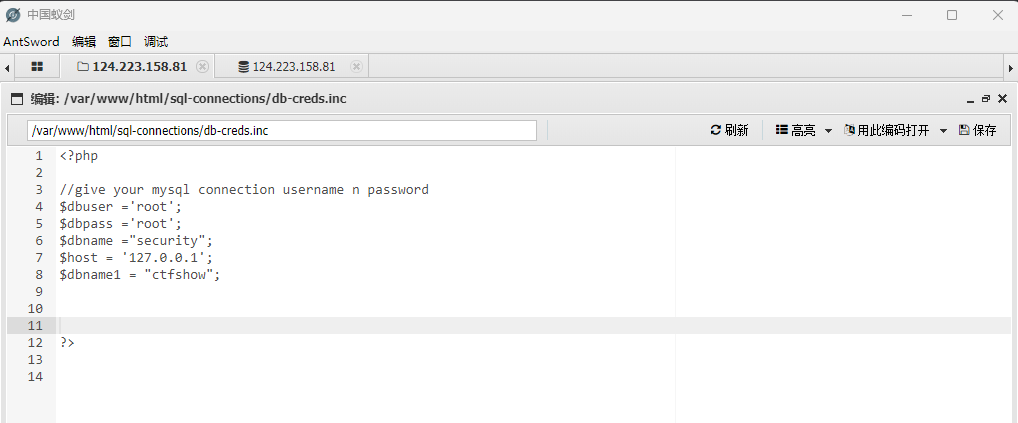 中国蚁剑
AntSword 编辑 窗口 调试
124.223.158.81 124.223.158.81
编辑: /var/www/html/sql-connections/db-creds.inc
/var/www/html/sql-connections/db-creds.inc 刷新 高亮 用此编码打开 保存
1 <?php
2
3 //give your mysql connection username n password
4 $dbuser ='root';
5 $dbpass ='root';
6 $dbname ="security";
7 $host = '127.0.0.1';
8 $dbname1 = "ctfshow";
9
10
11
12 ?>
13
14